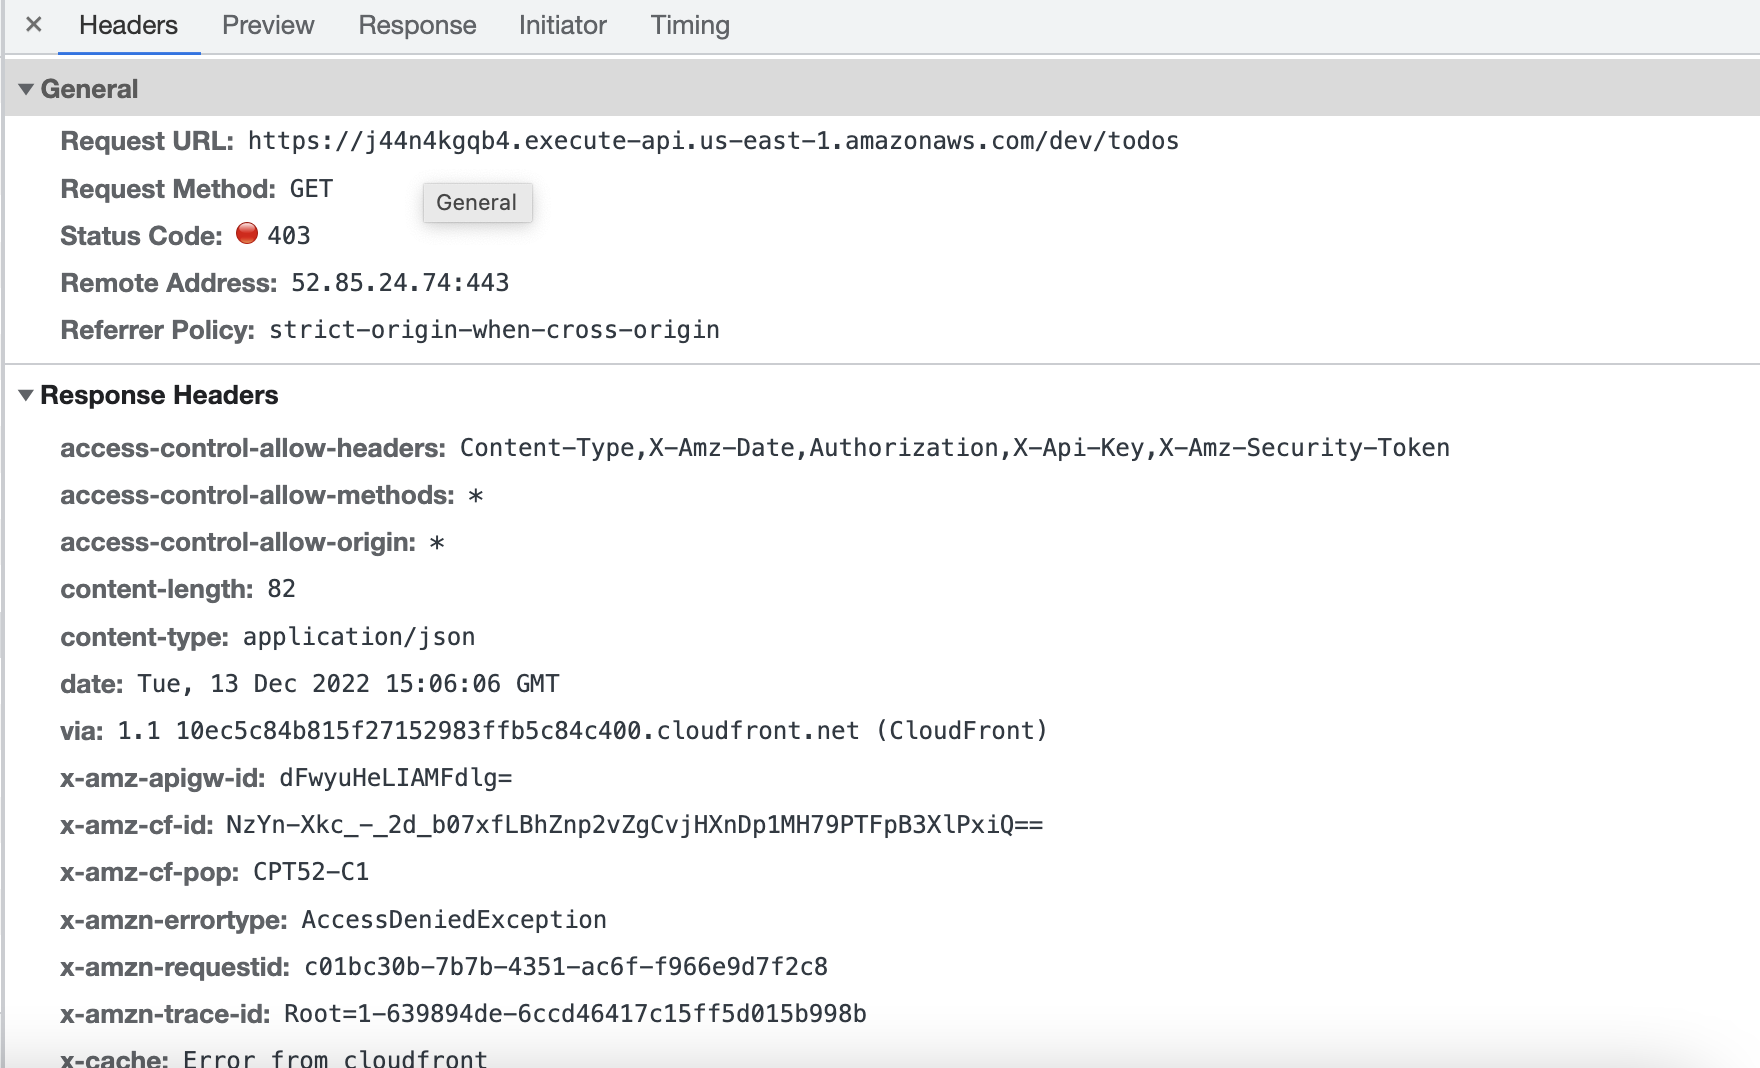 × Headers Preview Response Initiator Timing
▼ General
Request URL: https://j44n4kgqb4.execute-api.us-east-1.amazonaws.com/dev/todos
Request Method: GET
General
Status Code: 403
Remote Address: 52.85.24.74:443
Referrer Policy: strict-origin-when-cross-origin
▼ Response Headers
access-control-allow-headers: Content-Type,X-Amz-Date,Authorization,X-Api-Key,X-Amz-Security-Token
access-control-allow-methods: *
access-control-allow-origin: *
content-length: 82
content-type: application/json
date: Tue, 13 Dec 2022 15:06:06 GMT
via: 1.1 10ec5c84b815f27152983ffb5c84c400.cloudfront.net (CloudFront)
x-amz-apigw-id: dFwyuHeLIAMFdlg=
x-amz-cf-id: NzYn-Xkc_-_2d_b07xfLBhZnp2vZgCvjHXnDp1MH79PTFpB3XlPxiQ==
x-amz-cf-pop: CPT52-C1
x-amzn-errortype: AccessDeniedException
x-amzn-requestid: c01bc30b-7b7b-4351-ac6f-f966e9d7f2c8
x-amzn-trace-id: Root=1-639894de-6ccd46417c15ff5d015b998b
x-cache: Error from cloudfront